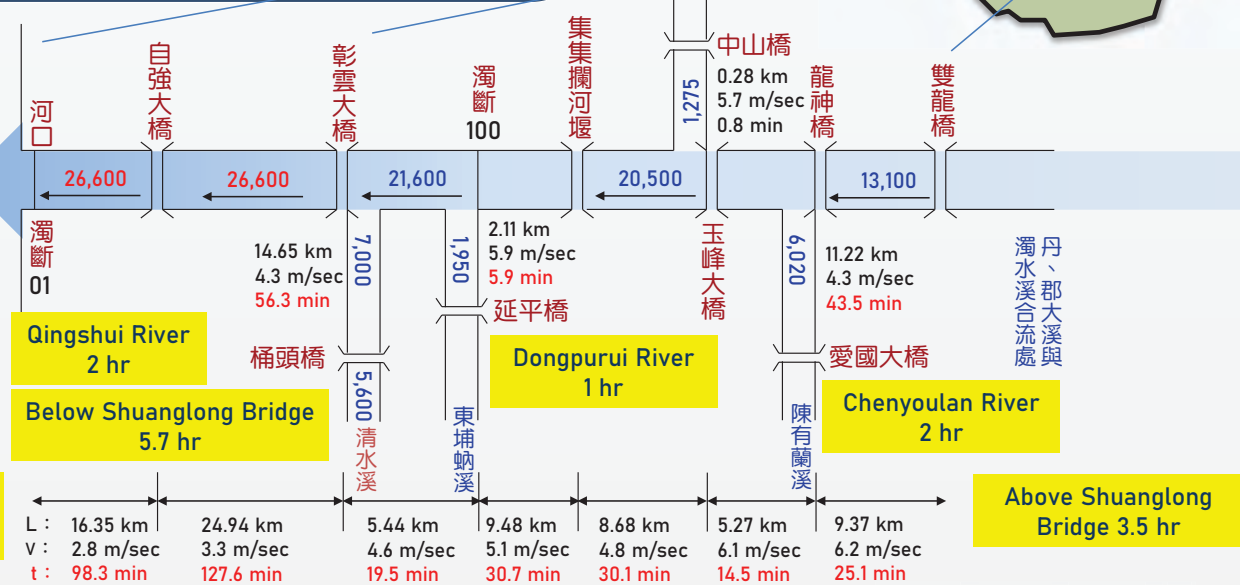 中山橋
0.28 km
5.7 m/sec
0.8 min
1,275
河口
自強大橋
彰雲大橋
濁斷
100
集集攔河堰
龍神橋
雙龍橋
26,600
26,600
21,600
20,500
13,100
濁斷
01
14.65 km
4.3 m/sec
56.3 min
7,000
1,950
2.11 km
5.9 m/sec
5.9 min
玉峰大橋
6,020
11.22 km
4.3 m/sec
43.5 min
丹、郡大溪與
濁水溪合流處
延平橋
桶頭橋
愛國大橋
Qingshui River
2 hr
Below Shuanglong Bridge
5.7 hr
Dongpurui River
1 hr
Chenyoulan River
2 hr
5,600
清水溪
東埔蚋溪
陳有蘭溪
Above Shuanglong
Bridge 3.5 hr
L： 16.35 km 24.94 km 5.44 km 9.48 km 8.68 km 5.27 km 9.37 km
v： 2.8 m/sec 3.3 m/sec 4.6 m/sec 5.1 m/sec 4.8 m/sec 6.1 m/sec 6.2 m/sec
t： 98.3 min 127.6 min 19.5 min 30.7 min 30.1 min 14.5 min 25.1 min